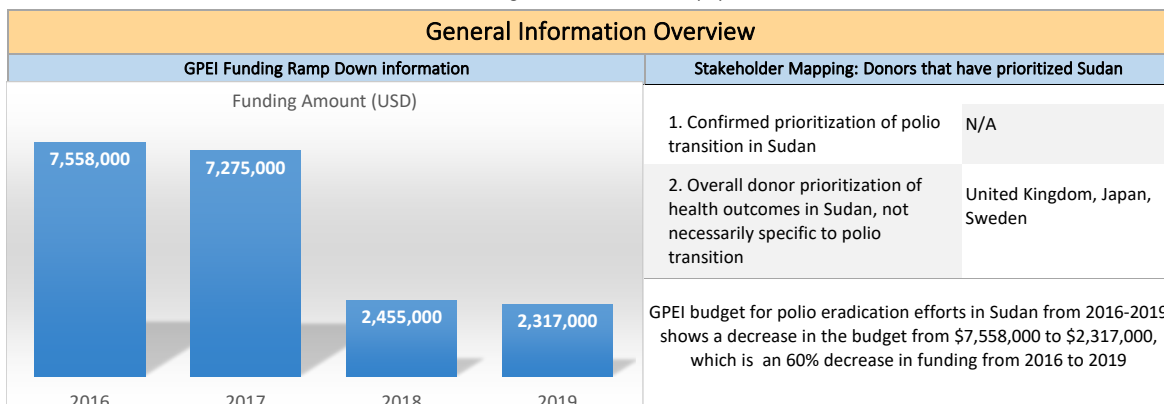 General Information Overview
GPEI Funding Ramp Down information
Stakeholder Mapping: Donors that have prioritized Sudan
Funding Amount (USD)
7,558,000
7,275,000
2,455,000
2,317,000
2016
2017
2018
2019
1. Confirmed prioritization of polio
transition in Sudan
N/A
2. Overall donor prioritization of
health outcomes in Sudan, not
necessarily specific to polio
transition
United Kingdom, Japan,
Sweden
GPEI budget for polio eradication efforts in Sudan from 2016-2019
shows a decrease in the budget from $7,558,000 to $2,317,000,
which is an 60% decrease in funding from 2016 to 2019